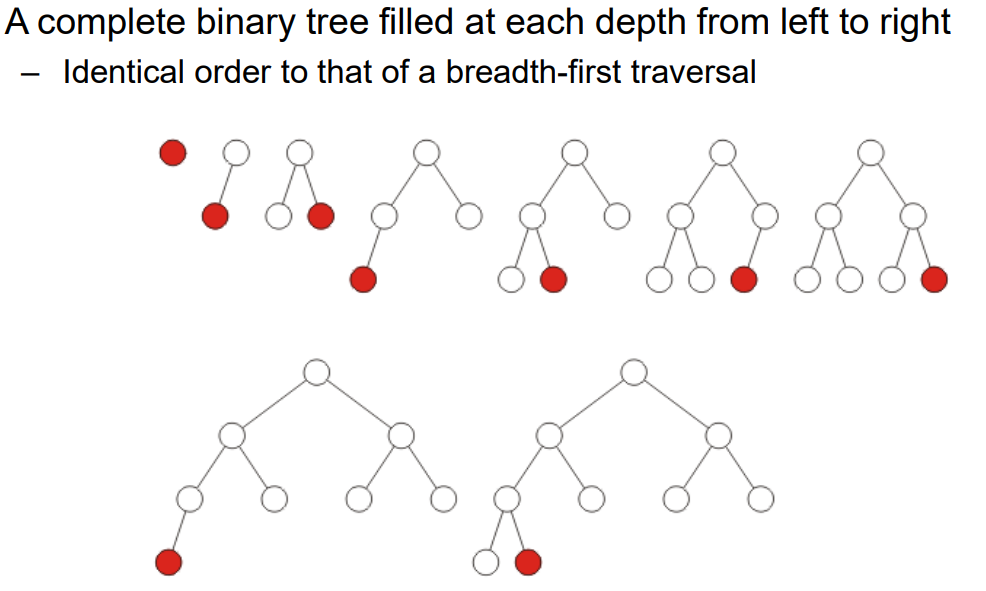 A complete binary tree filled at each depth from left to right
– Identical order to that of a breadth-first traversal